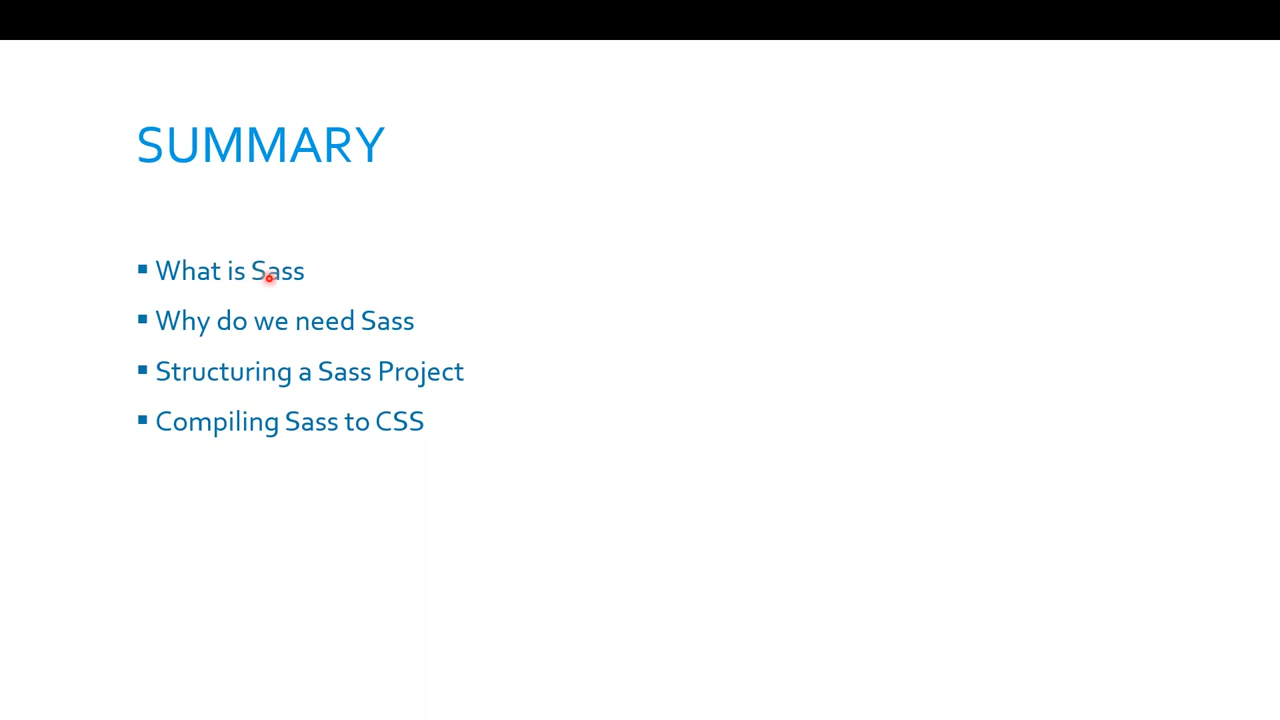 SUMMARY
▪ What is Sass
▪ Why do we need Sass
▪ Structuring a Sass Project
▪ Compiling Sass to CSS